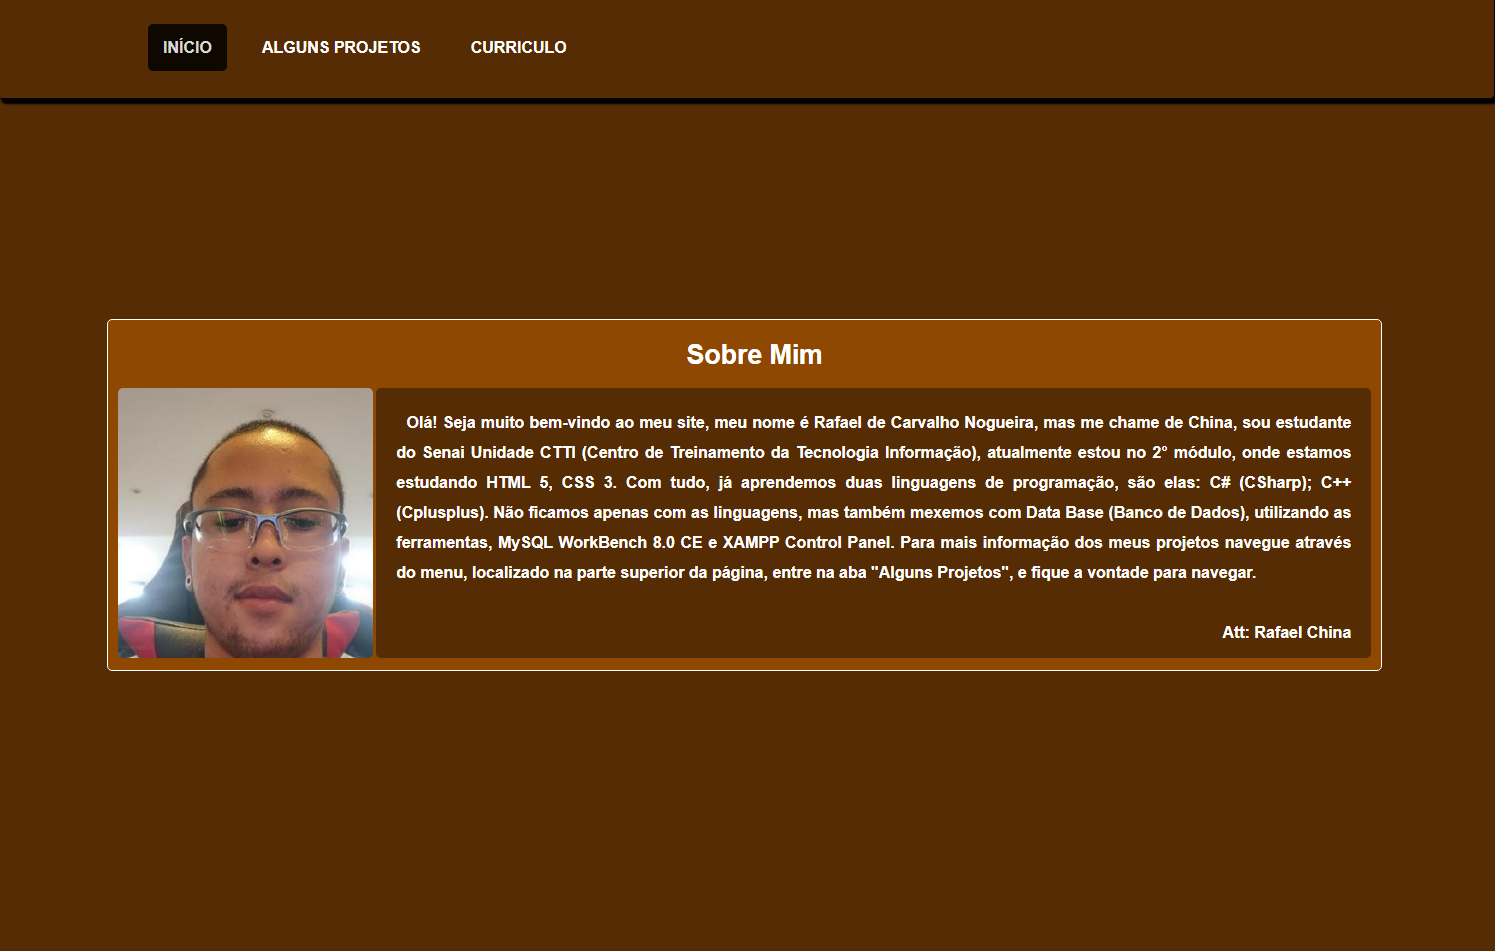 INÍCIO ALGUNS PROJETOS CURRICULO
Sobre Mim
Olá! Seja muito bem-vindo ao meu site, meu nome é Rafael de Carvalho Nogueira, mas me chame de China, sou estudante
do Senai Unidade CTTI (Centro de Treinamento da Tecnologia Informação), atualmente estou no 2° módulo, onde estamos
estudando HTML 5, CSS 3. Com tudo, já aprendemos duas linguagens de programação, são elas: C# (CSharp); C++
(Cplusplus). Não ficamos apenas com as linguagens, mas também mexemos com Data Base (Banco de Dados), utilizando as
ferramentas, MySQL WorkBench 8.0 CE e XAMPP Control Panel. Para mais informação dos meus projetos navegue através
do menu, localizado na parte superior da página, entre na aba "Alguns Projetos", e fique a vontade para navegar.
Att: Rafael China